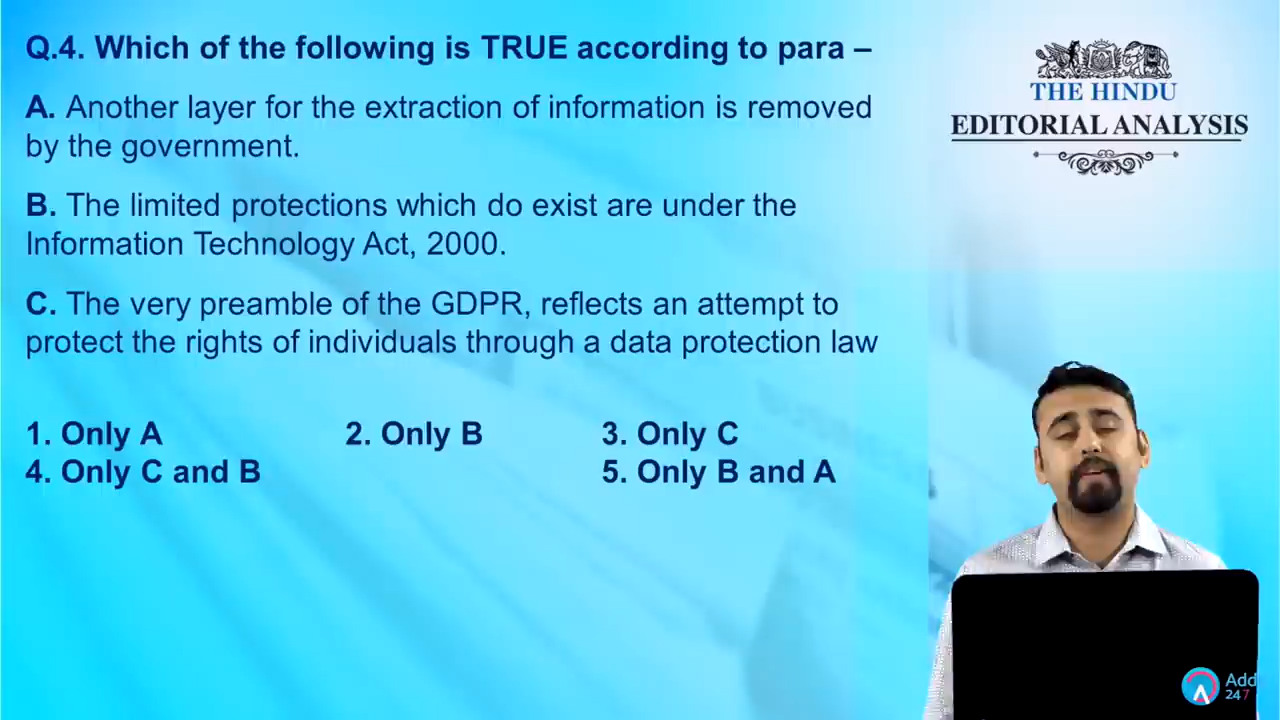 Q.4. Which of the following is TRUE according to para –
A. Another layer for the extraction of information is removed
by the government.
B. The limited protections which do exist are under the
Information Technology Act, 2000.
C. The very preamble of the GDPR, reflects an attempt to
protect the rights of individuals through a data protection law
1. Only A 2. Only B 3. Only C
4. Only C and B 5. Only B and A
THE HINDU
EDITORIAL ANALYSIS
Add
247